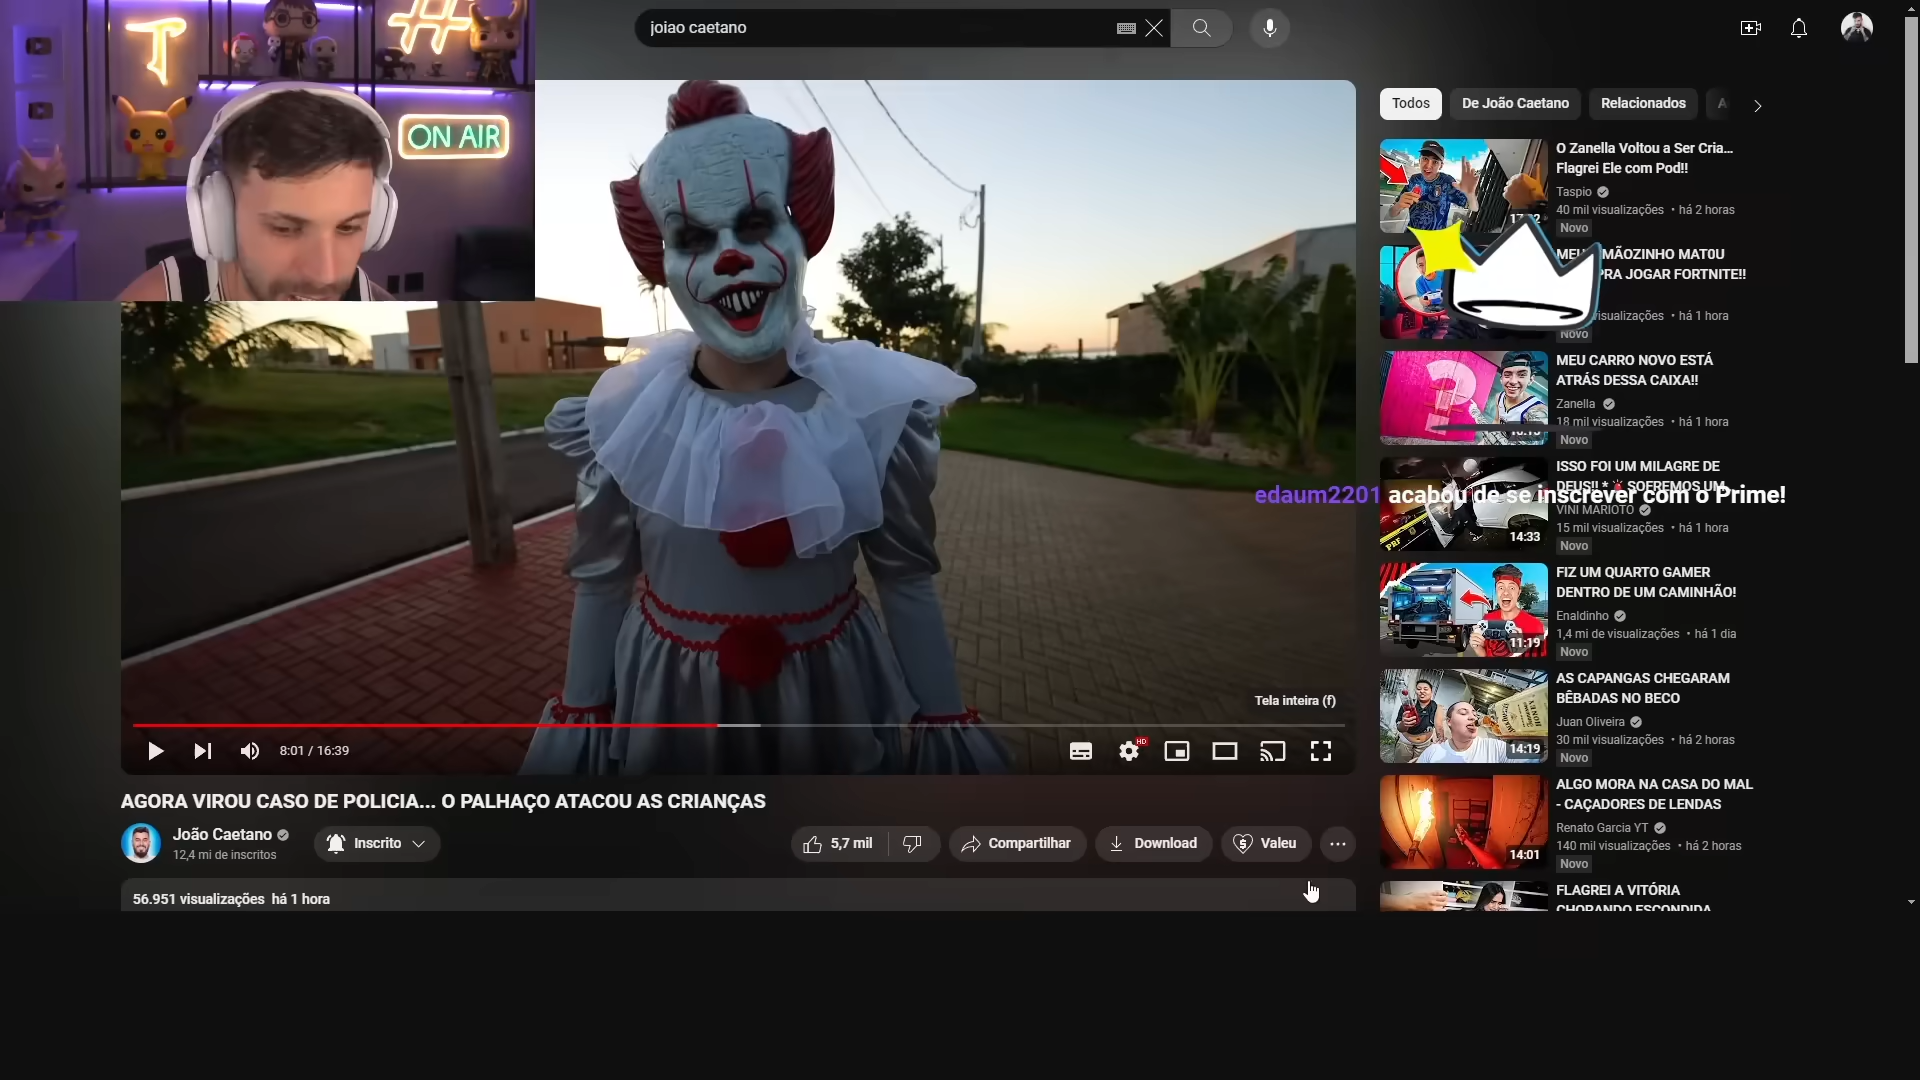 T
#
ON AIR
joiao caetano
Todos
De João Caetano
Relacionados
A
O Zanella Voltou a Ser Cria...
Flagrei Ele com Pod!!
Taspio
40 mil visualizações • há 2 horas
Novo
MÃOZINHO MAT0U
PRA JOGAR FORTNITE!!
visualizações • há 1 hora
Novo
MEU CARRO NOVO ESTÁ
ATRÁS DESSA CAIXA!!
Zanella
18 mil visualizações • há 1 hora
Novo
ISSO FOI UM MILAGRE DE
DEUS!! * SOFREMOS UM
edaum2201 acabou de se inscrever com o Prime!
VINI MARIOTO
15 mil visualizações • há 1 hora
14:33
Novo
FIZ UM QUARTO GAMER
DENTRO DE UM CAMINHÃO!
Enaldinho
1,4 mi de visualizações • há 1 dia
11:19
Novo
AS CAPANGAS CHEGARAM
BÊBADAS NO BECO
Juan Oliveira
30 mil visualizações • há 2 horas
14:19
Novo
ALGO MORA NA CASA DO MAL
- CAÇADORES DE LENDAS
Renato Garcia YT
140 mil visualizações • há 2 horas
14:01
Novo
FLAGREI A VITÓRIA
CHORANDO ESCONDIDA
Tela inteira (f)
8:01 / 16:39
HD
AGORA VIROU CASO DE POLICIA... O PALHAÇO ATACOU AS CRIANÇAS
João Caetano
12,4 mi de inscritos
Inscrito
5,7 mil
Compartilhar
Download
Valeu
56.951 visualizações há 1 hora